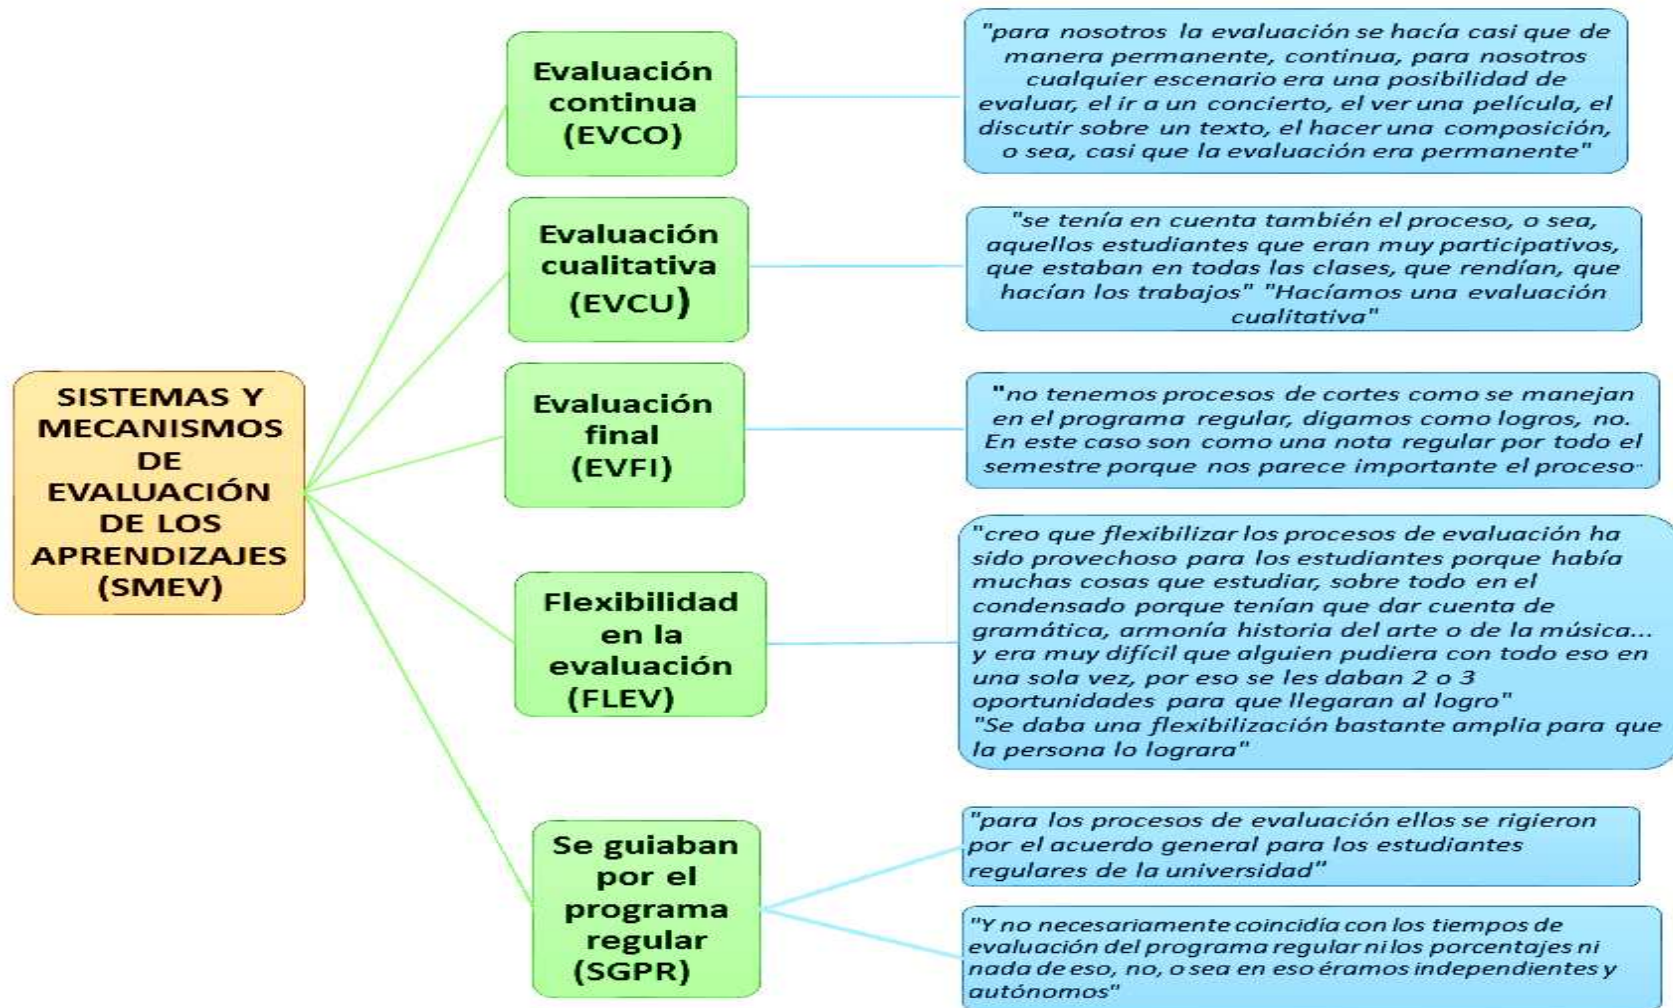 SISTEMAS Y
MECANISMOS
DE
EVALUACIÓN
DE LOS
APRENDIZAJES
(SMEV)
Evaluación
continua
(EVCO)
"para nosotros la evaluación se hacía casi que de
manera permanente, continua, para nosotros
cualquier escenario era una posibilidad de
evaluar, el ir a un concierto, el ver una película, el
discutir sobre un texto, el hacer una composición,
o sea, casi que la evaluación era permanente"
Evaluación
cualitativa
(EVCU)
"se tenía en cuenta también el proceso, o sea,
aquellos estudiantes que eran muy participativos,
que estaban en todas las clases, que rendían, que
hacían los trabajos" "Hacíamos una evaluación
cualitativa"
Evaluación
final
(EVFI)
"no tenemos procesos de cortes como se manejan
en el programa regular, digamos como logros, no.
En este caso son como una nota regular por todo el
semestre porque nos parece importante el proceso"
Flexibilidad
en la
evaluación
(FLEV)
"creo que flexibilizar los procesos de evaluación ha
sido provechoso para los estudiantes porque había
muchas cosas que estudiar, sobre todo en el
condensado porque tenían que dar cuenta de
gramática, armonía historia del arte o de la música...
y era muy difícil que alguien pudiera con todo eso en
una sola vez, por eso se les daban 2 o 3
oportunidades para que llegaran al logro"
"Se daba una flexibilización bastante amplia para que
la persona lo lograra"
Se guiaban
por el
programa
regular
(SGPR)
"para los procesos de evaluación ellos se rigieron
por el acuerdo general para los estudiantes
regulares de la universidad"
"Y no necesariamente coincidía con los tiempos de
evaluación del programa regular ni los porcentajes ni
nada de eso, no, o sea en eso éramos independientes y
autónomos"